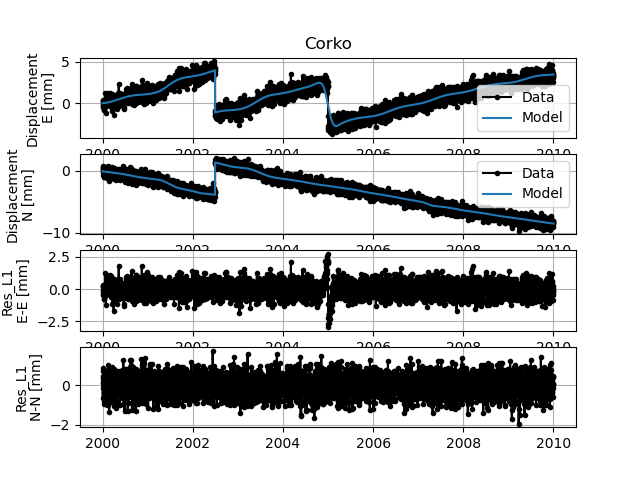 Corko
Displacement
E [mm]
5
0
Data
Model
2000
2002
2004
2006
2008
2010
Displacement
N [mm]
0
−10
Data
Model
2000
2002
2004
2006
2008
2010
Res_L1
E-E [mm]
2.5
0.0
−2.5
2000
2002
2004
2006
2008
2010
Res_L1
N-N [mm]
0
−2
2000
2002
2004
2006
2008
2010